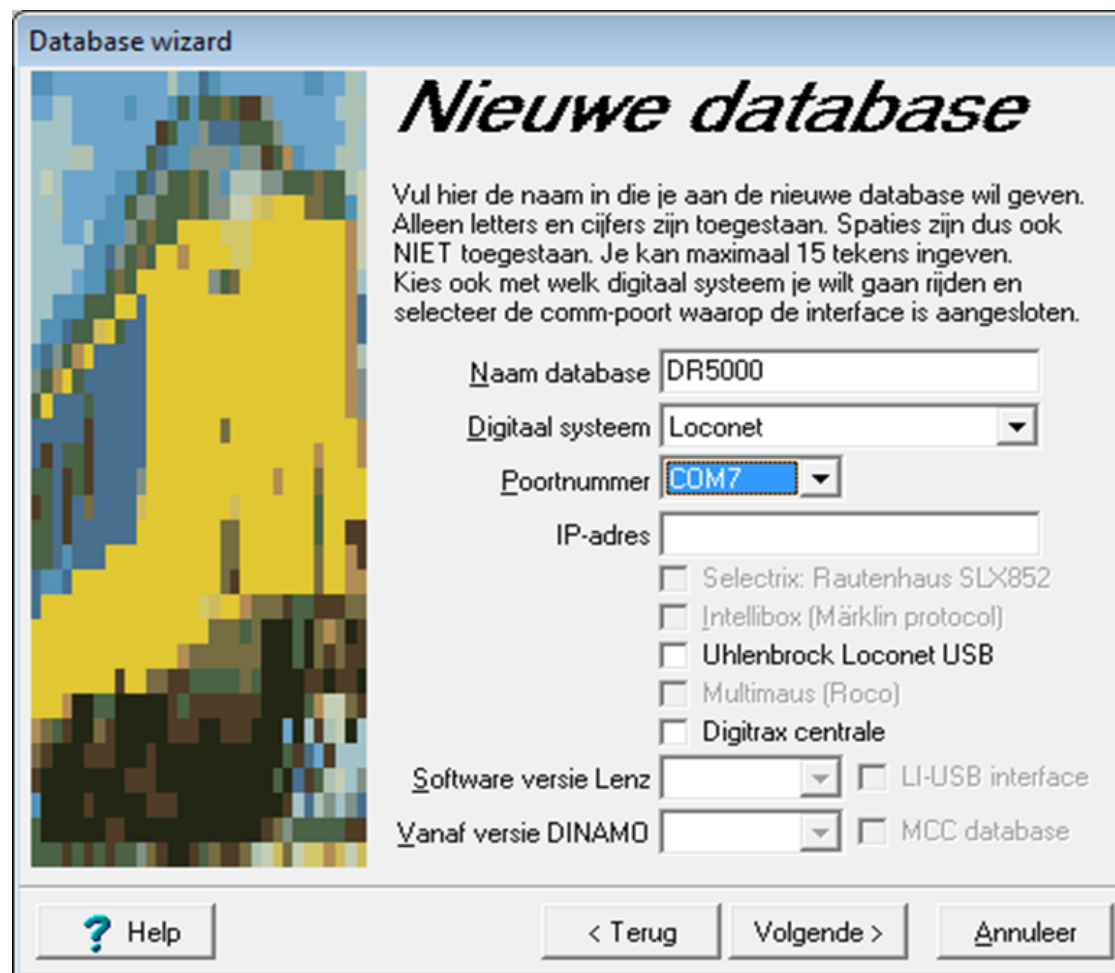 Database wizard
Nieuwe database
Vul hier de naam in die je aan de nieuwe database wil geven.
Alleen letters en cijfers zijn toegestaan. Spaties zijn dus ook
NIET toegestaan. Je kan maximaal 15 tekens ingeven.
Kies ook met welk digitaal systeem je wilt gaan rijden en
selecteer de comm-poort waarop de interface is aangesloten.
Naam database DR5000
Digitaal systeem Loconet
Poortnummer COM7
IP-adres
Selectrix: Rautenhaus SLX852
Intellibox (Märklin protocol)
Uhlenbrock Loconet USB
Multimaus (Roco)
Digitrax centrale
Software versie Lenz LI-USB interface
Vanaf versie DINAMO MCC database
? Help < Terug Volgende > Annuleer